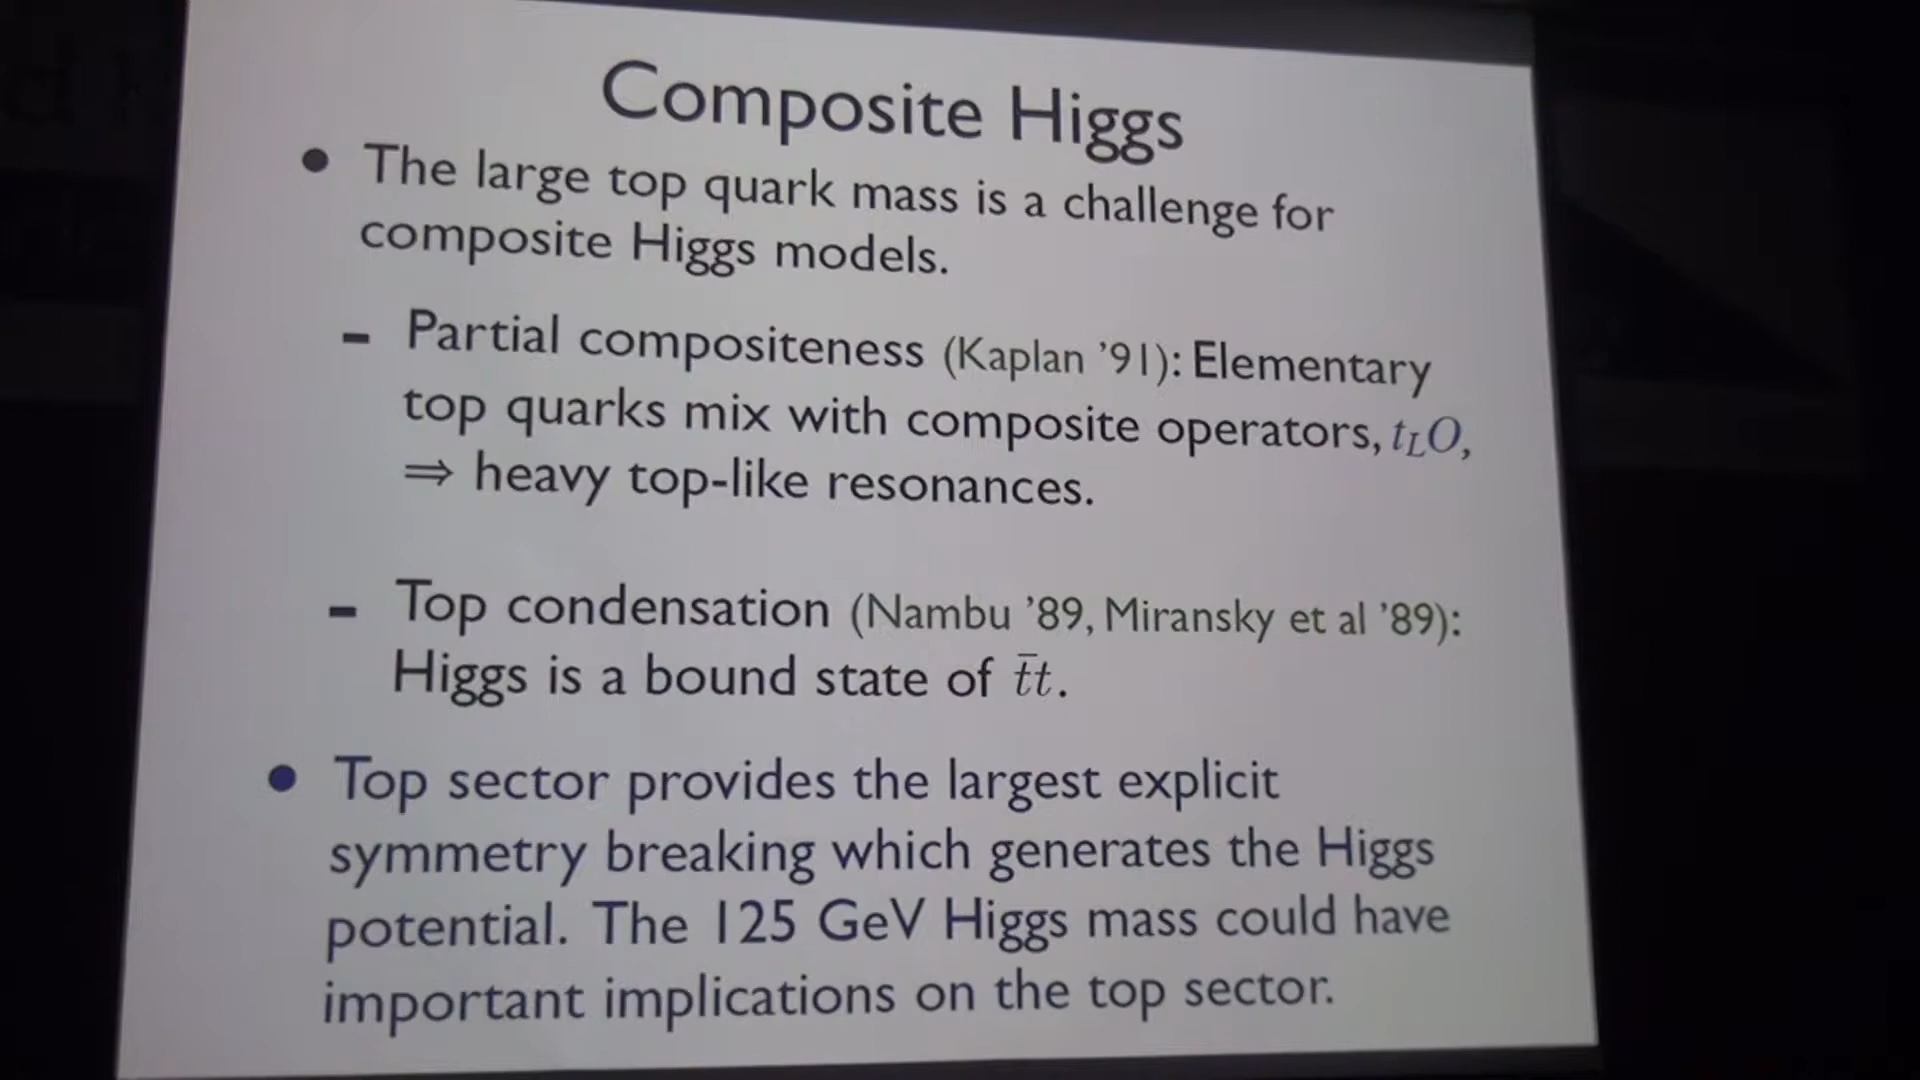 Composite Higgs
• The large top quark mass is a challenge for
composite Higgs models.
- Partial compositeness (Kaplan ’91): Elementary
top quarks mix with composite operators, $t_L O$,
⇒ heavy top-like resonances.
- Top condensation (Nambu ’89, Miransky et al ’89):
Higgs is a bound state of $\bar{t}t$.
• Top sector provides the largest explicit
symmetry breaking which generates the Higgs
potential. The 125 GeV Higgs mass could have
important implications on the top sector.